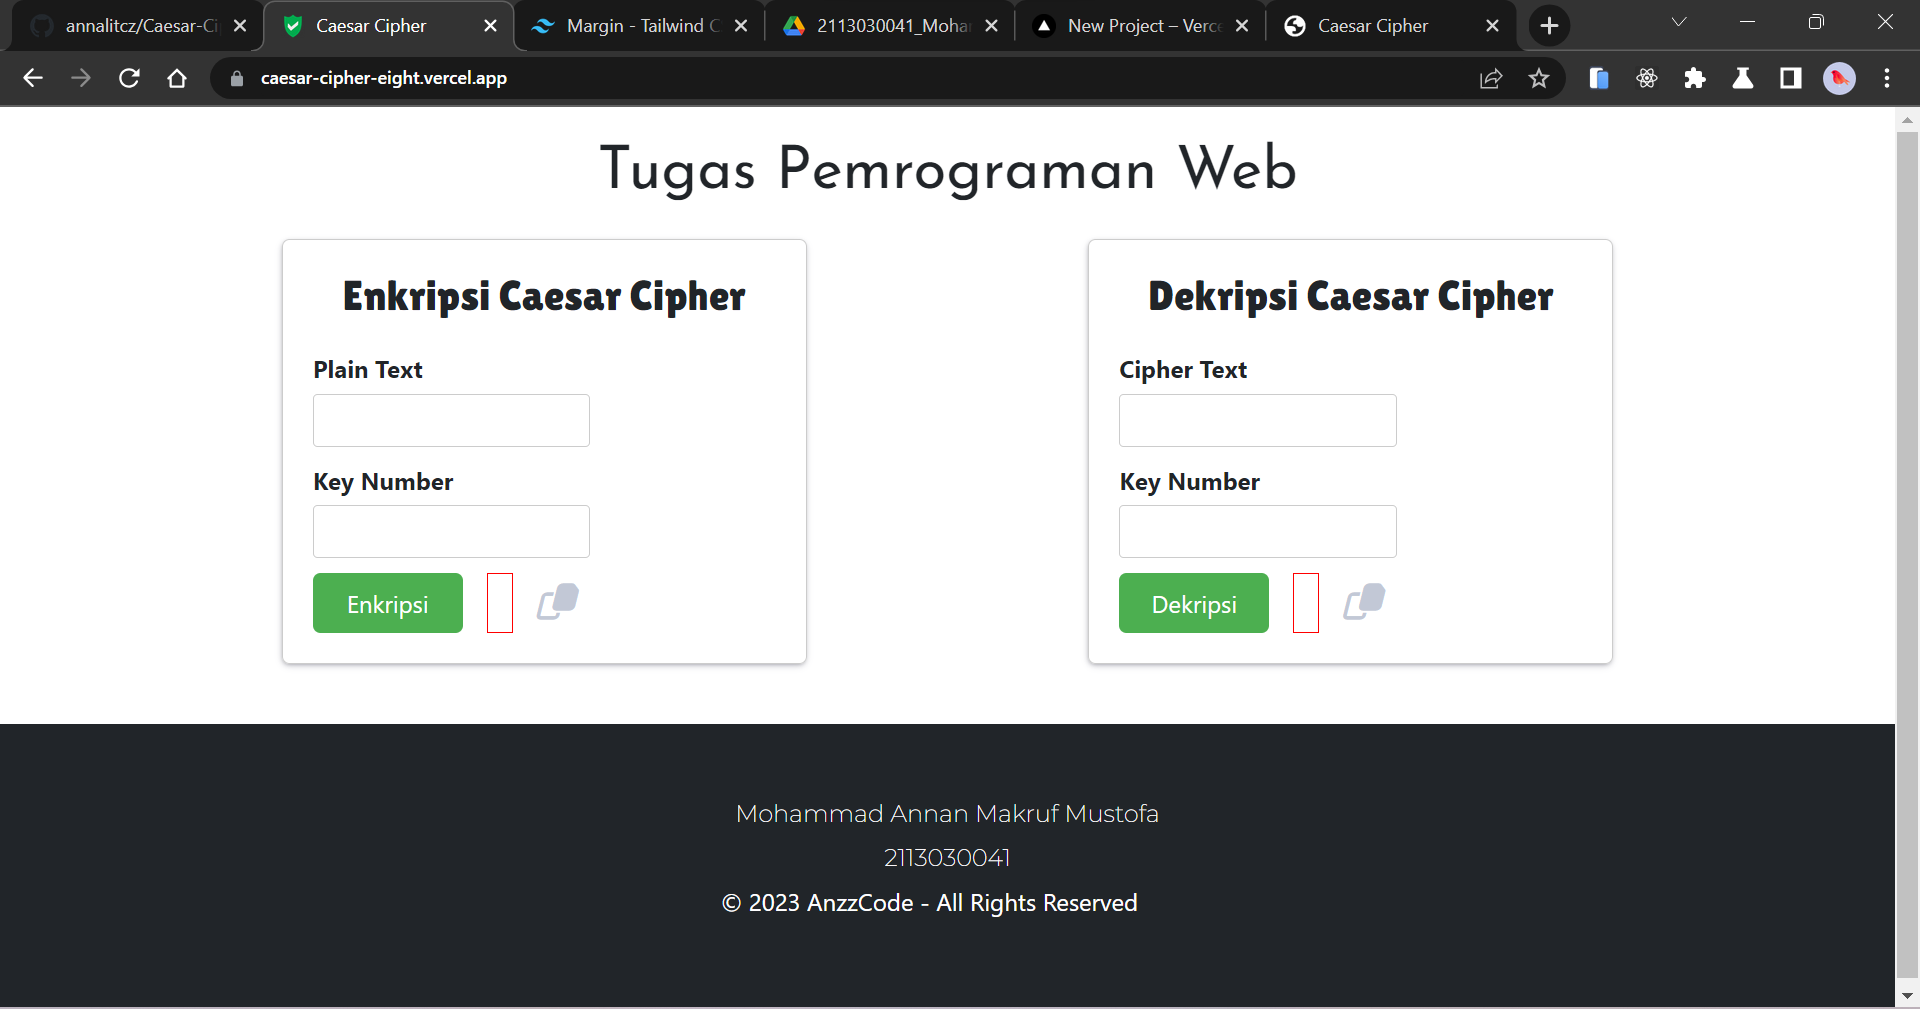 annalitcz/Caesar-Ci
Caesar Cipher
Margin - Tailwind C
2113030041_Moha
New Project – Verce
Caesar Cipher
caesar-cipher-eight.vercel.app
Tugas Pemrograman Web
Enkripsi Caesar Cipher
Plain Text
Key Number
Enkripsi
Dekripsi Caesar Cipher
Cipher Text
Key Number
Dekripsi
Mohammad Annan Makruf Mustofa
2113030041
© 2023 AnzzCode - All Rights Reserved